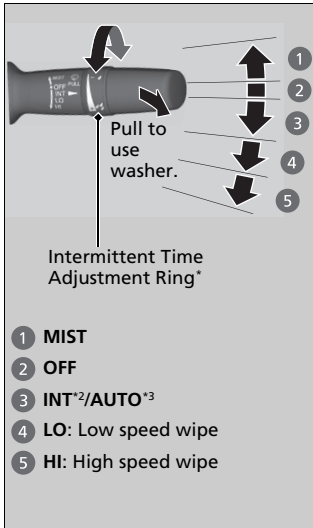 MIST
OFF
INT
LO
HI
PULL
1
2
3
4
5
Pull to
use
washer.
Intermittent Time
Adjustment Ring*
1 MIST
2 OFF
3 INT*2/AUTO*3
4 LO: Low speed wipe
5 HI: High speed wipe